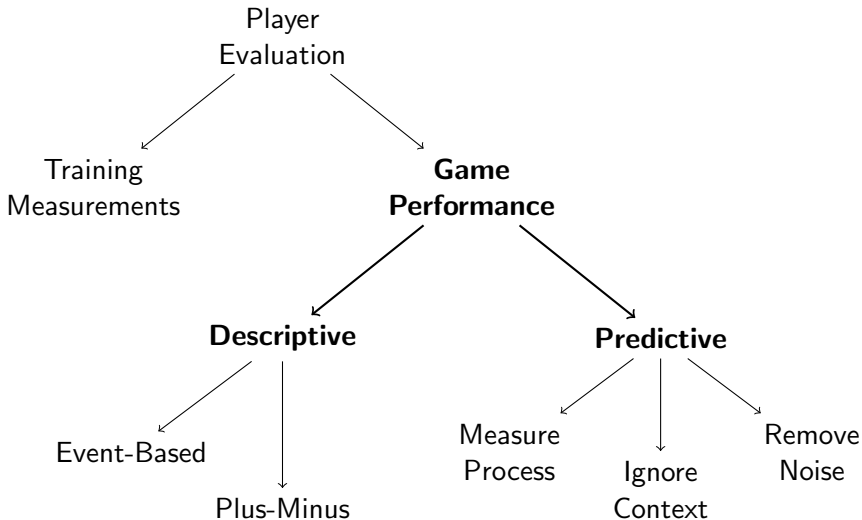 Player
Evaluation
Training
Measurements
Game
Performance
Descriptive
Predictive
Event-Based
Plus-Minus
Measure
Process
Ignore
Context
Remove
Noise